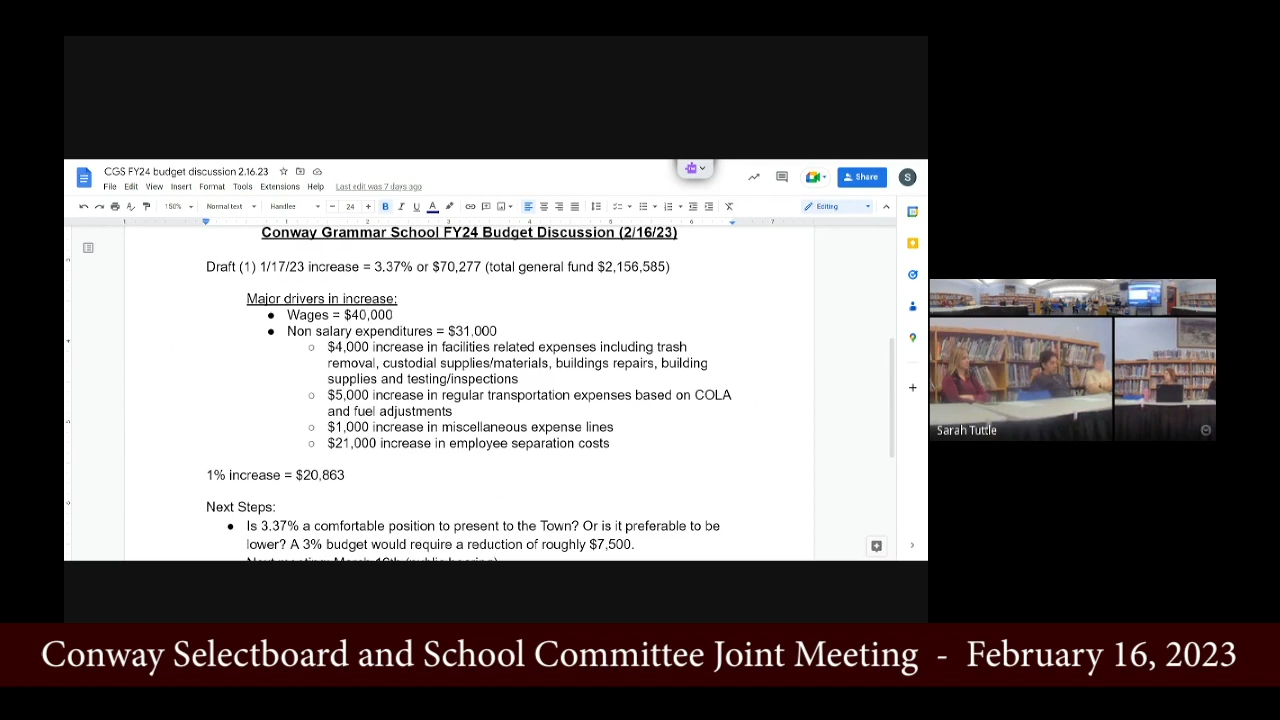 CGS FY24 budget discussion 2.16.23
File Edit View Insert Format Tools Extensions Help Last edit was 7 days ago
Share
S
150% Normal text Handlee 24 B I U A Editing
1 1 2 3 4 5 6 7
Conway Grammar School FY24 Budget Discussion (2/16/23)
Draft (1) 1/17/23 increase = 3.37% or $70,277 (total general fund $2,156,585)
Major drivers in increase:
● Wages = $40,000
● Non salary expenditures = $31,000
○ $4,000 increase in facilities related expenses including trash
removal, custodial supplies/materials, buildings repairs, building
supplies and testing/inspections
○ $5,000 increase in regular transportation expenses based on COLA
and fuel adjustments
○ $1,000 increase in miscellaneous expense lines
○ $21,000 increase in employee separation costs
1% increase = $20,863
Next Steps:
● Is 3.37% a comfortable position to present to the Town? Or is it preferable to be
lower? A 3% budget would require a reduction of roughly $7,500.
Sarah Tuttle
Conway Selectboard and School Committee Joint Meeting - February 16, 2023